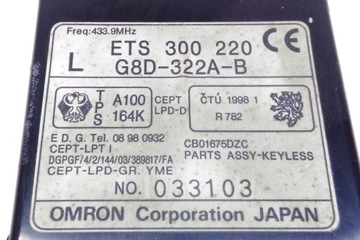 Freq:433.9MHz
ETS 300 220 CE
L G8D-322A-B
TPS A100 164K CEPT LPD-D ČTÚ 1998 1 R 782
E D G. Tel. 08 98 0932
CEPT-LPT I
CB01675DZC
DGPGF/4/2/144/03/389817/FA
PARTS ASSY-KEYLESS
CEPT-LPD-GR. YME
NO. 033103
OMRON Corporation JAPAN